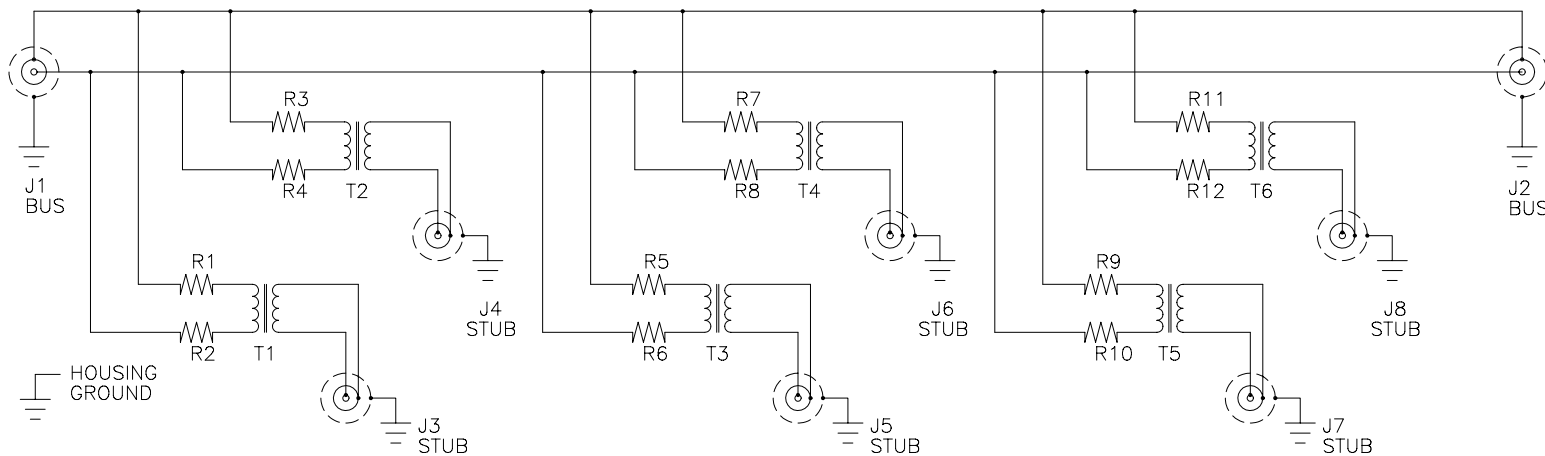 R3
R7
R11
R4
T2
R8
T4
R12
T6
J1
BUS
J2
BUS
R1
R5
R9
J4
STUB
J6
STUB
J8
STUB
R2
T1
R6
T3
R10
T5
HOUSING
GROUND
J3
STUB
J5
STUB
J7
STUB